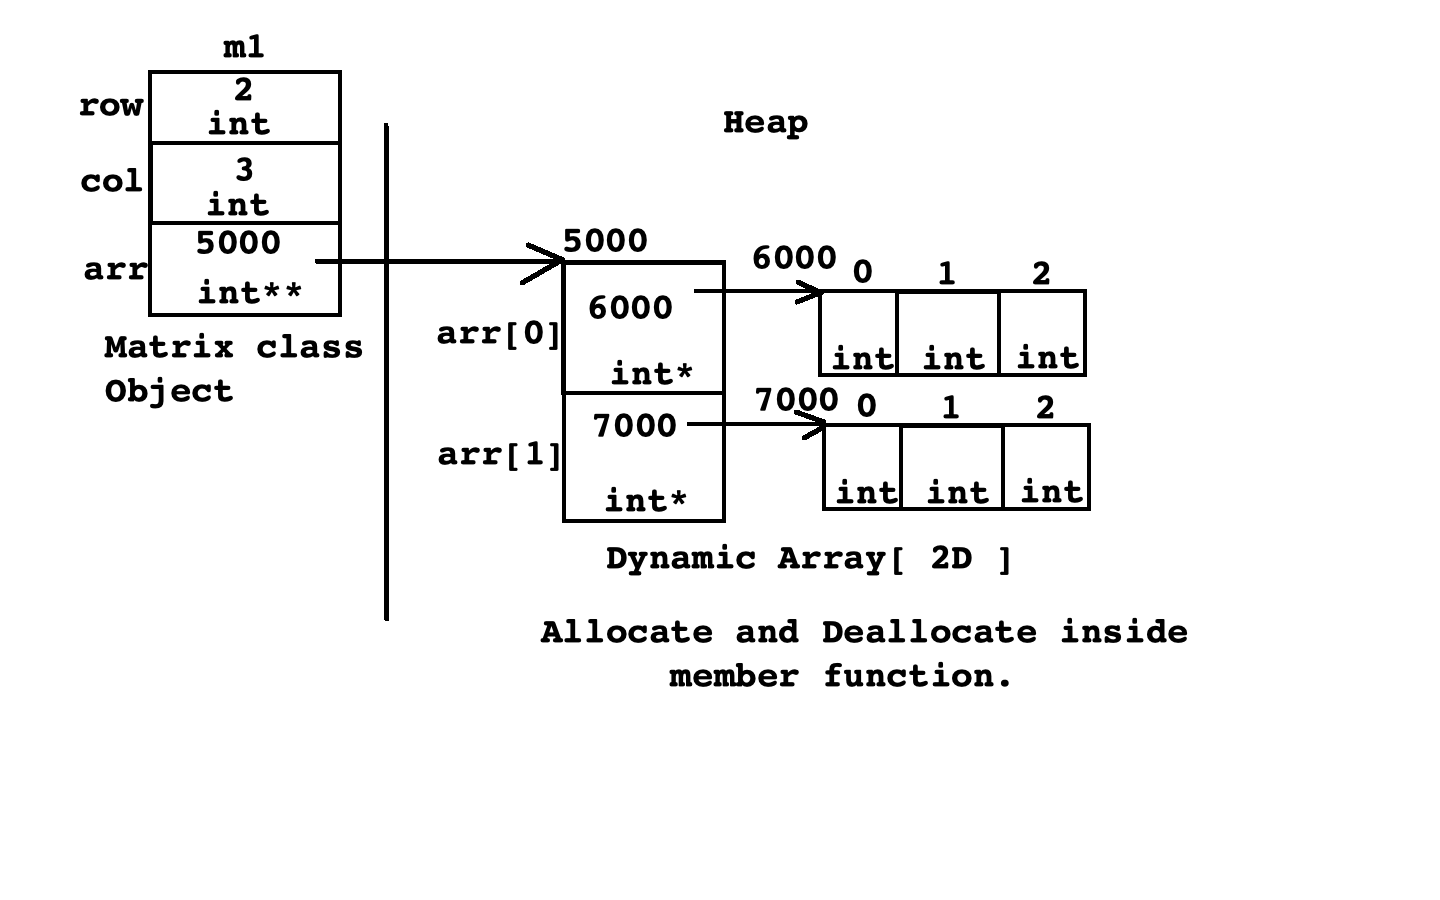 m1
row
2
int
col
3
int
arr
5000
int**
Matrix class
Object
Heap
5000
arr[0]
6000
int*
arr[1]
7000
int*
6000
0 1 2
int int int
7000
0 1 2
int int int
Dynamic Array[ 2D ]
Allocate and Deallocate inside
member function.